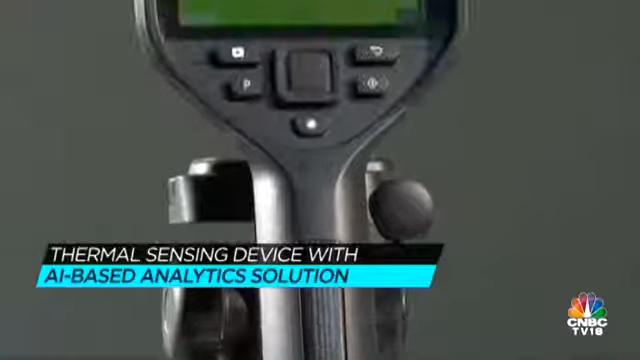 P
THERMAL SENSING DEVICE WITH
AI-BASED ANALYTICS SOLUTION
CNBC
TV18